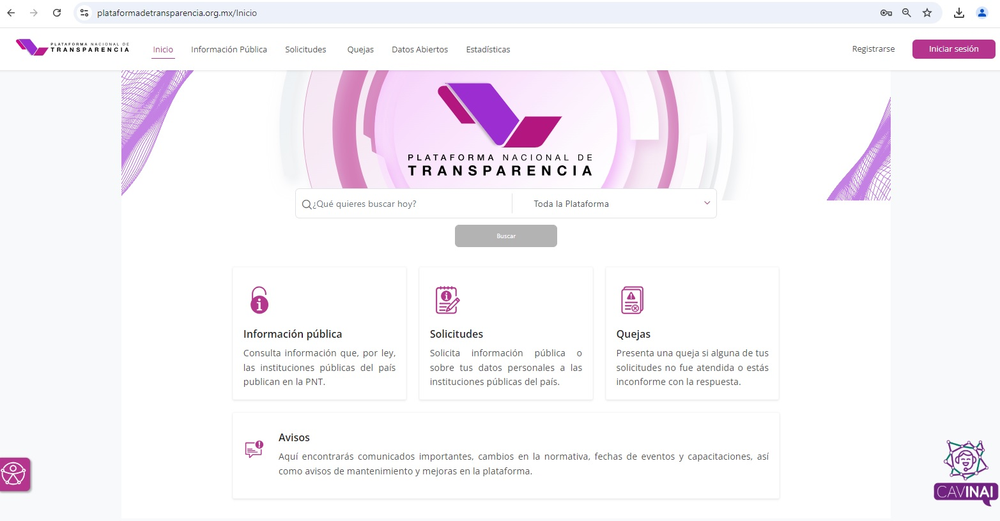 plataformadetransparencia.org.mx/Inicio
PLATAFORMA NACIONAL DE
TRANSPARENCIA
Inicio
Información Pública
Solicitudes
Quejas
Datos Abiertos
Estadísticas
Registrarse
Iniciar sesión
PLATAFORMA NACIONAL DE
TRANSPARENCIA
¿Qué quieres buscar hoy?
Toda la Plataforma
Buscar
Información pública
Consulta información que, por ley,
las instituciones públicas del país
publican en la PNT.
Solicitudes
Solicita información pública o
sobre tus datos personales a las
instituciones públicas del país.
Quejas
Presenta una queja si alguna de tus
solicitudes no fue atendida o estás
inconforme con la respuesta.
Avisos
Aquí encontrarás comunicados importantes, cambios en la normativa, fechas de eventos y capacitaciones, así
como avisos de mantenimiento y mejoras en la plataforma.
CAVINAI